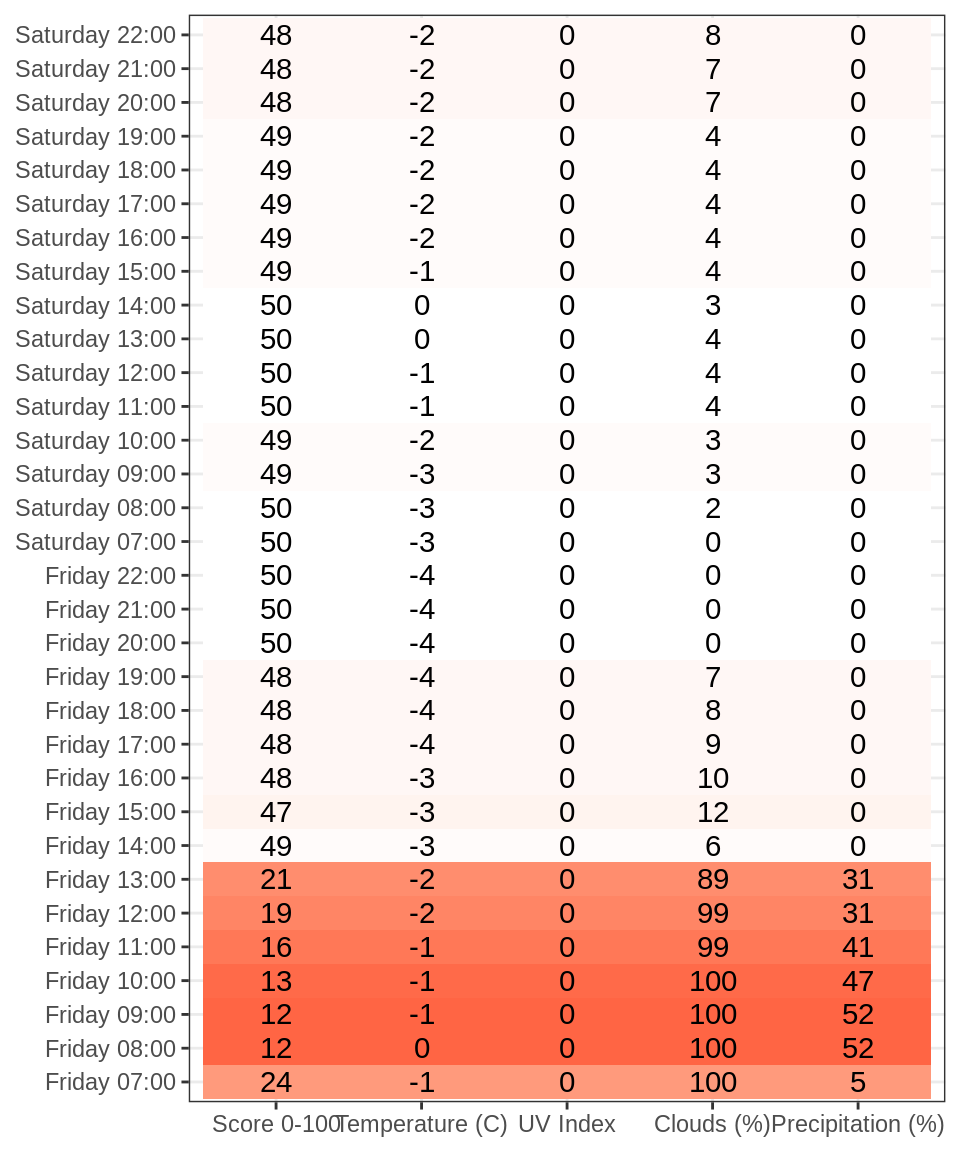 Saturday 22:00 48 -2 0 8 0
Saturday 21:00 48 -2 0 7 0
Saturday 20:00 48 -2 0 7 0
Saturday 19:00 49 -2 0 4 0
Saturday 18:00 49 -2 0 4 0
Saturday 17:00 49 -2 0 4 0
Saturday 16:00 49 -2 0 4 0
Saturday 15:00 49 -1 0 4 0
Saturday 14:00 50 0 0 3 0
Saturday 13:00 50 0 0 4 0
Saturday 12:00 50 -1 0 4 0
Saturday 11:00 50 -1 0 4 0
Saturday 10:00 49 -2 0 3 0
Saturday 09:00 49 -3 0 3 0
Saturday 08:00 50 -3 0 2 0
Saturday 07:00 50 -3 0 0 0
Friday 22:00 50 -4 0 0 0
Friday 21:00 50 -4 0 0 0
Friday 20:00 50 -4 0 0 0
Friday 19:00 48 -4 0 7 0
Friday 18:00 48 -4 0 8 0
Friday 17:00 48 -4 0 9 0
Friday 16:00 48 -3 0 10 0
Friday 15:00 47 -3 0 12 0
Friday 14:00 49 -3 0 6 0
Friday 13:00 21 -2 0 89 31
Friday 12:00 19 -2 0 99 31
Friday 11:00 16 -1 0 99 41
Friday 10:00 13 -1 0 100 47
Friday 09:00 12 -1 0 100 52
Friday 08:00 12 0 0 100 52
Friday 07:00 24 -1 0 100 5
Score 0-100 Temperature (C) UV Index Clouds (%) Precipitation (%)